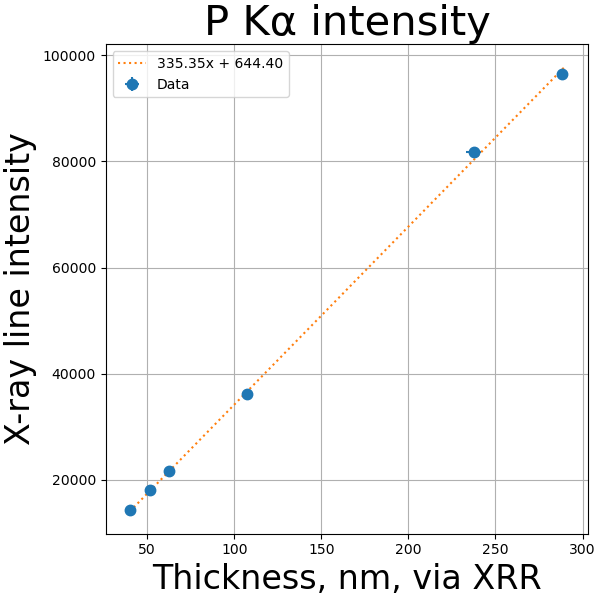 P Kα intensity
335.35x + 644.40
Data
X-ray line intensity
100000
80000
60000
40000
20000
50 100 150 200 250 300
Thickness, nm, via XRR